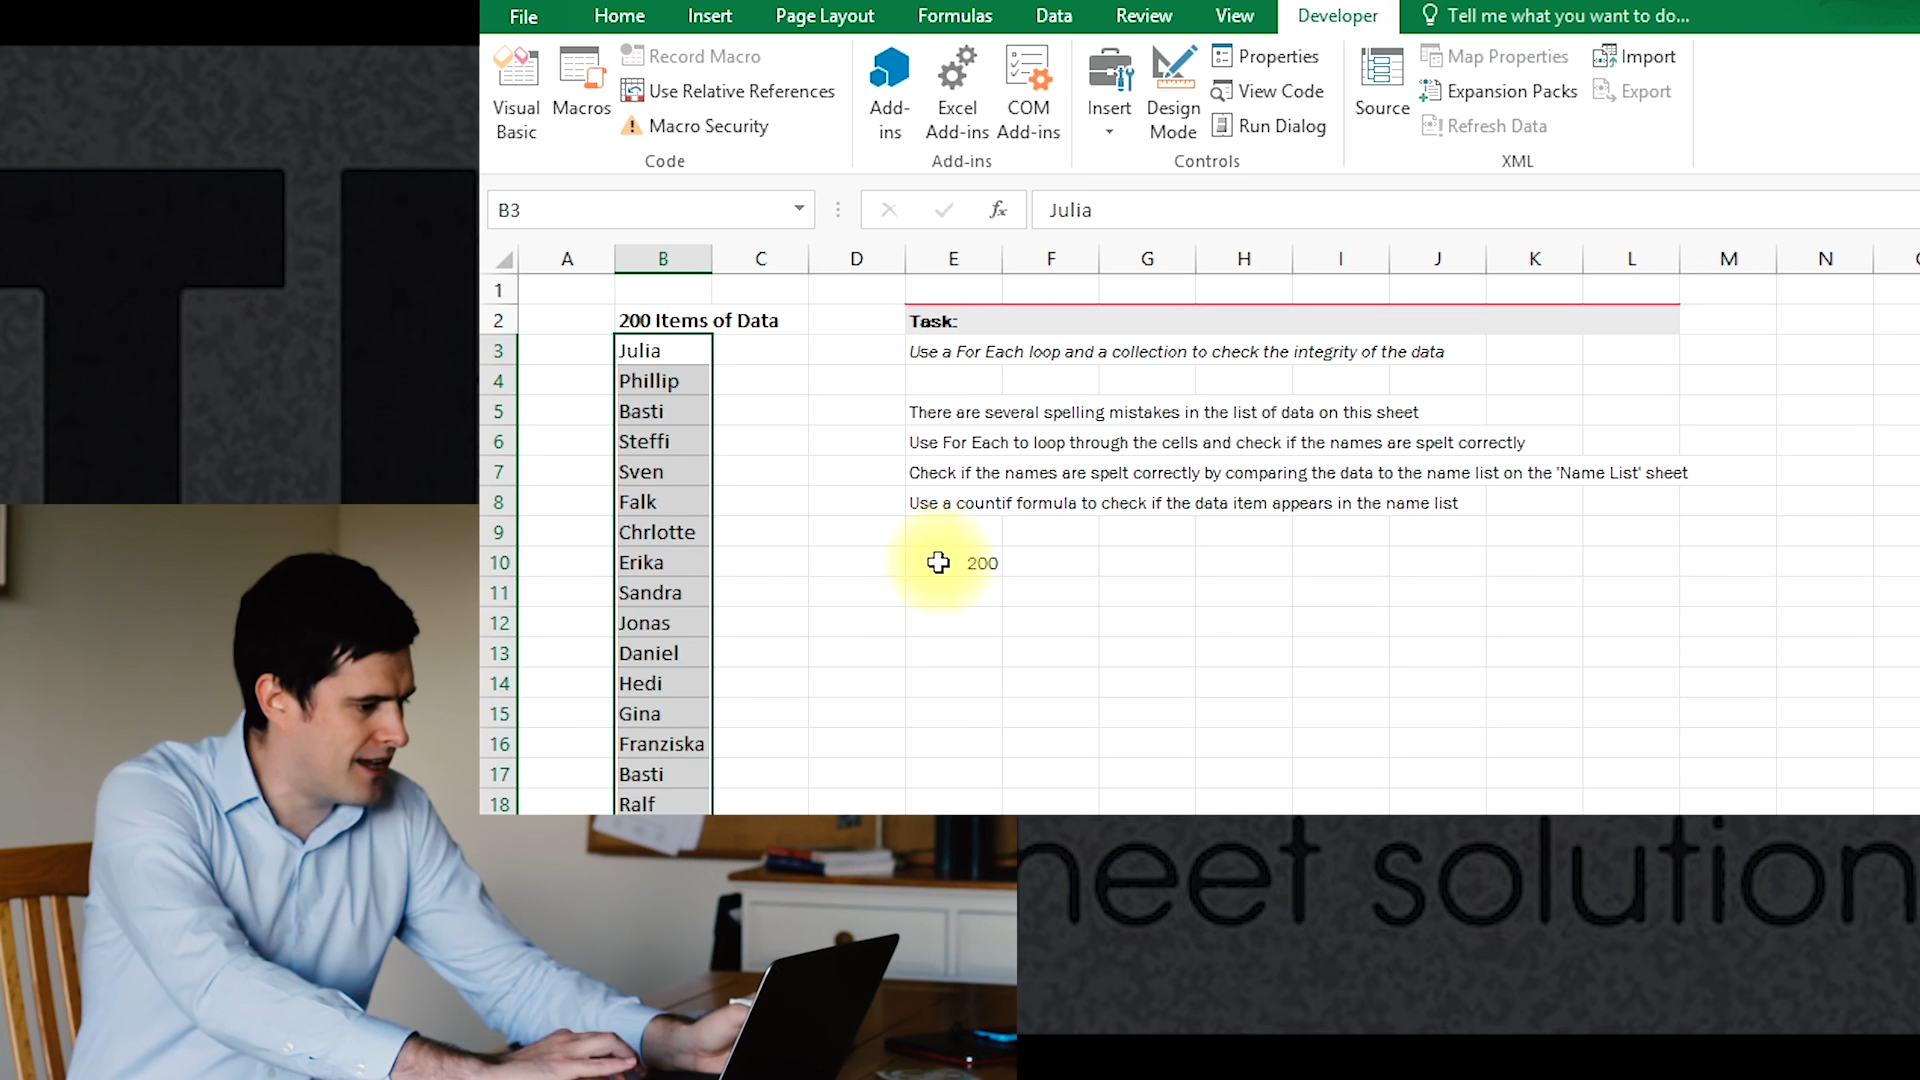 File Home Insert Page Layout Formulas Data Review View Developer Tell me what you want to do...
Visual Basic
Macros
Record Macro
Use Relative References
Macro Security
Code
Add-ins
Excel Add-ins
COM Add-ins
Add-ins
Insert
Design Mode
Properties
View Code
Run Dialog
Controls
Source
Map Properties
Expansion Packs
Refresh Data
Import
Export
XML
B3 fx Julia
A B C D E F G H I J K L M N
1
2 200 Items of Data Task:
3 Julia Use a For Each loop and a collection to check the integrity of the data
4 Phillip
5 Basti There are several spelling mistakes in the list of data on this sheet
6 Steffi Use For Each to loop through the cells and check if the names are spelt correctly
7 Sven Check if the names are spelt correctly by comparing the data to the name list on the 'Name List' sheet
8 Falk Use a countif formula to check if the data item appears in the name list
9 Chrlotte
10 Erika 200
11 Sandra
12 Jonas
13 Daniel
14 Hedi
15 Gina
16 Franziska
17 Basti
18 Ralf
heet solution